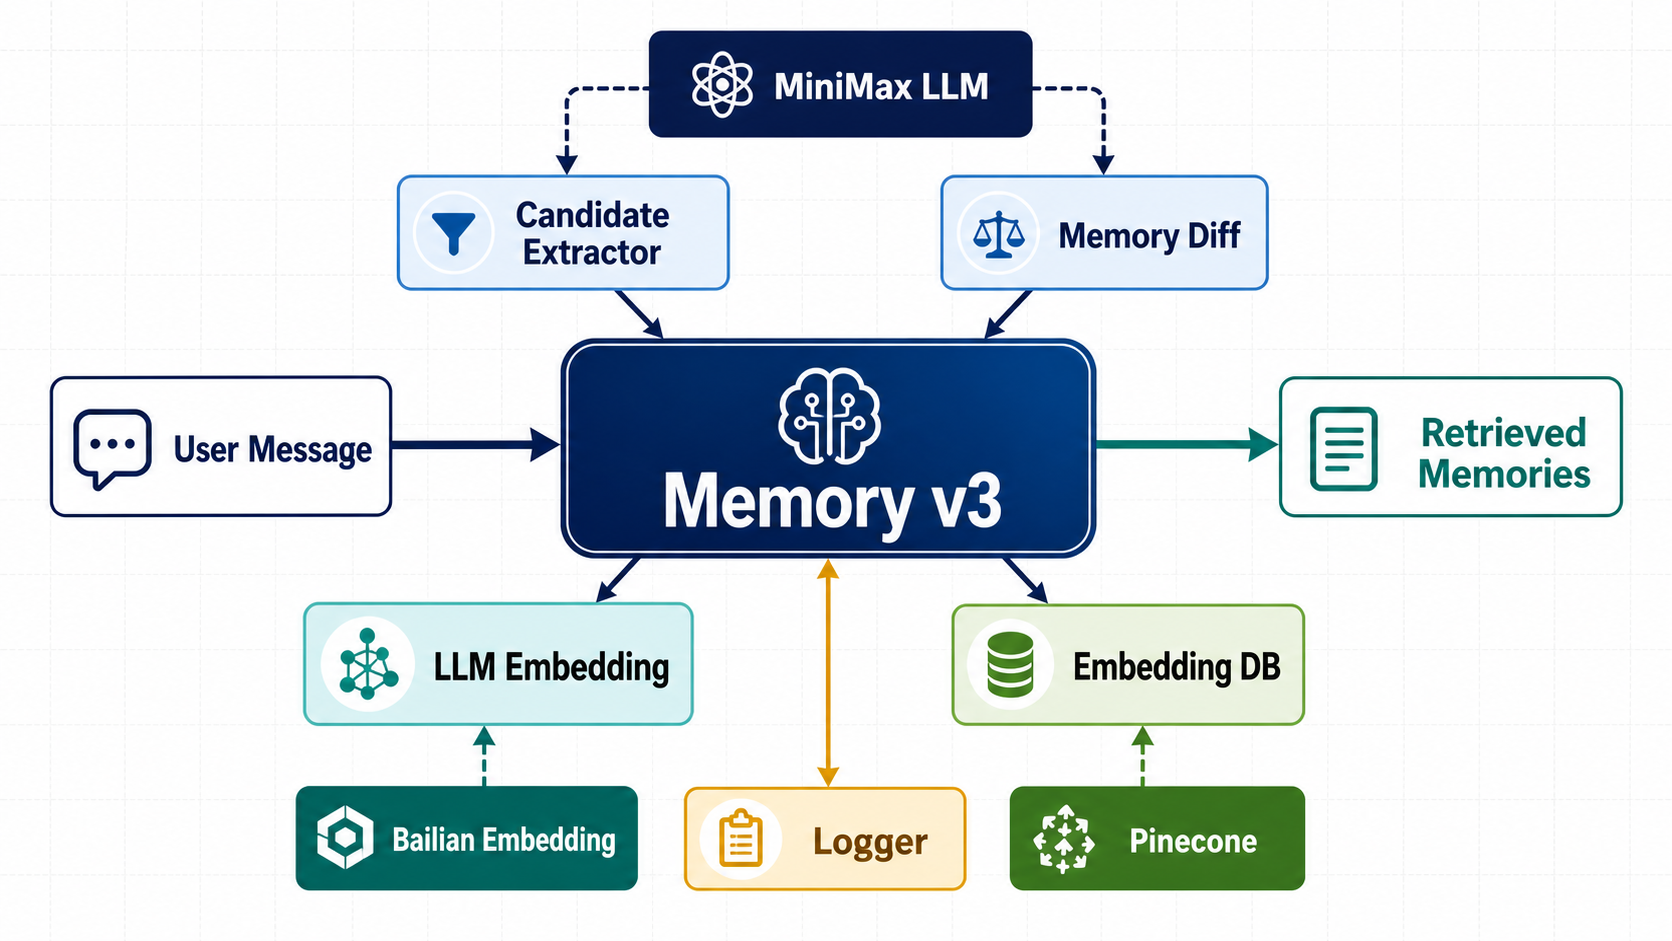 MiniMax LLM
Candidate
Extractor
Memory Diff
User Message
Memory v3
Retrieved
Memories
LLM Embedding
Embedding DB
Bailian Embedding
Logger
Pinecone